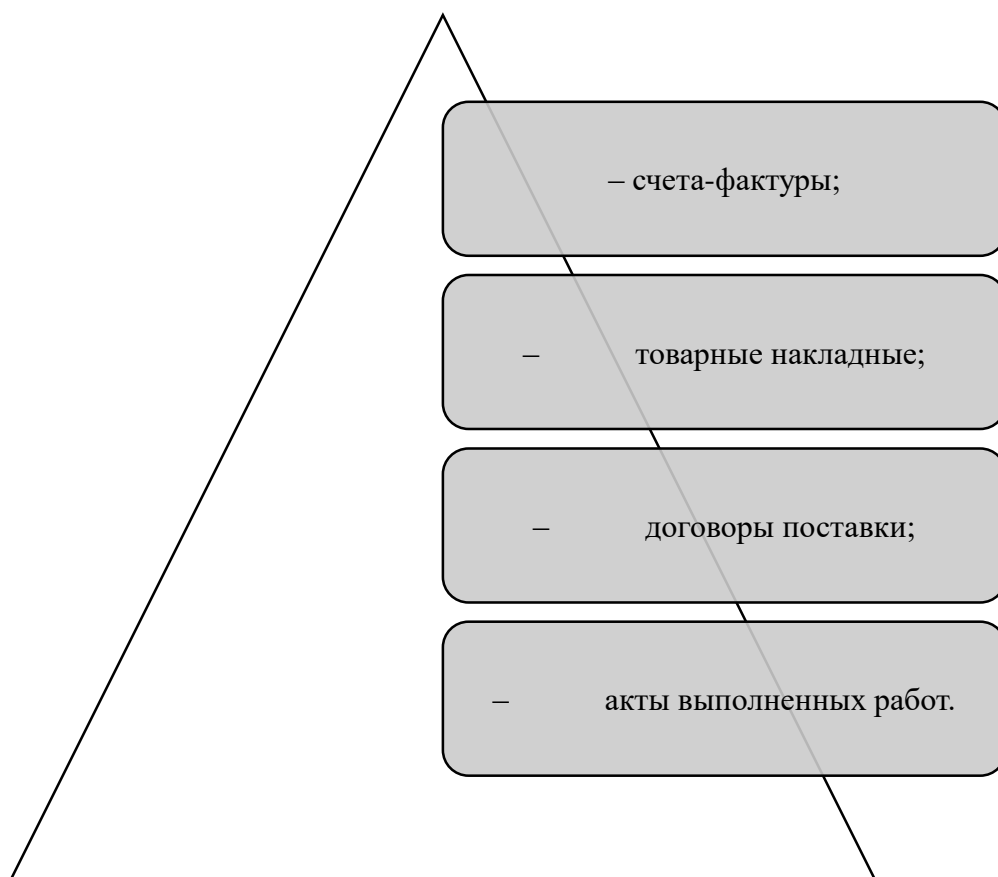 – счета-фактуры;
– товарные накладные;
– договоры поставки;
– акты выполненных работ.